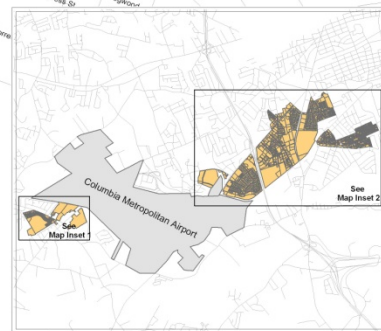 Columbia Metropolitan Airport
See
Map Inset 2
See
Map Inset 1